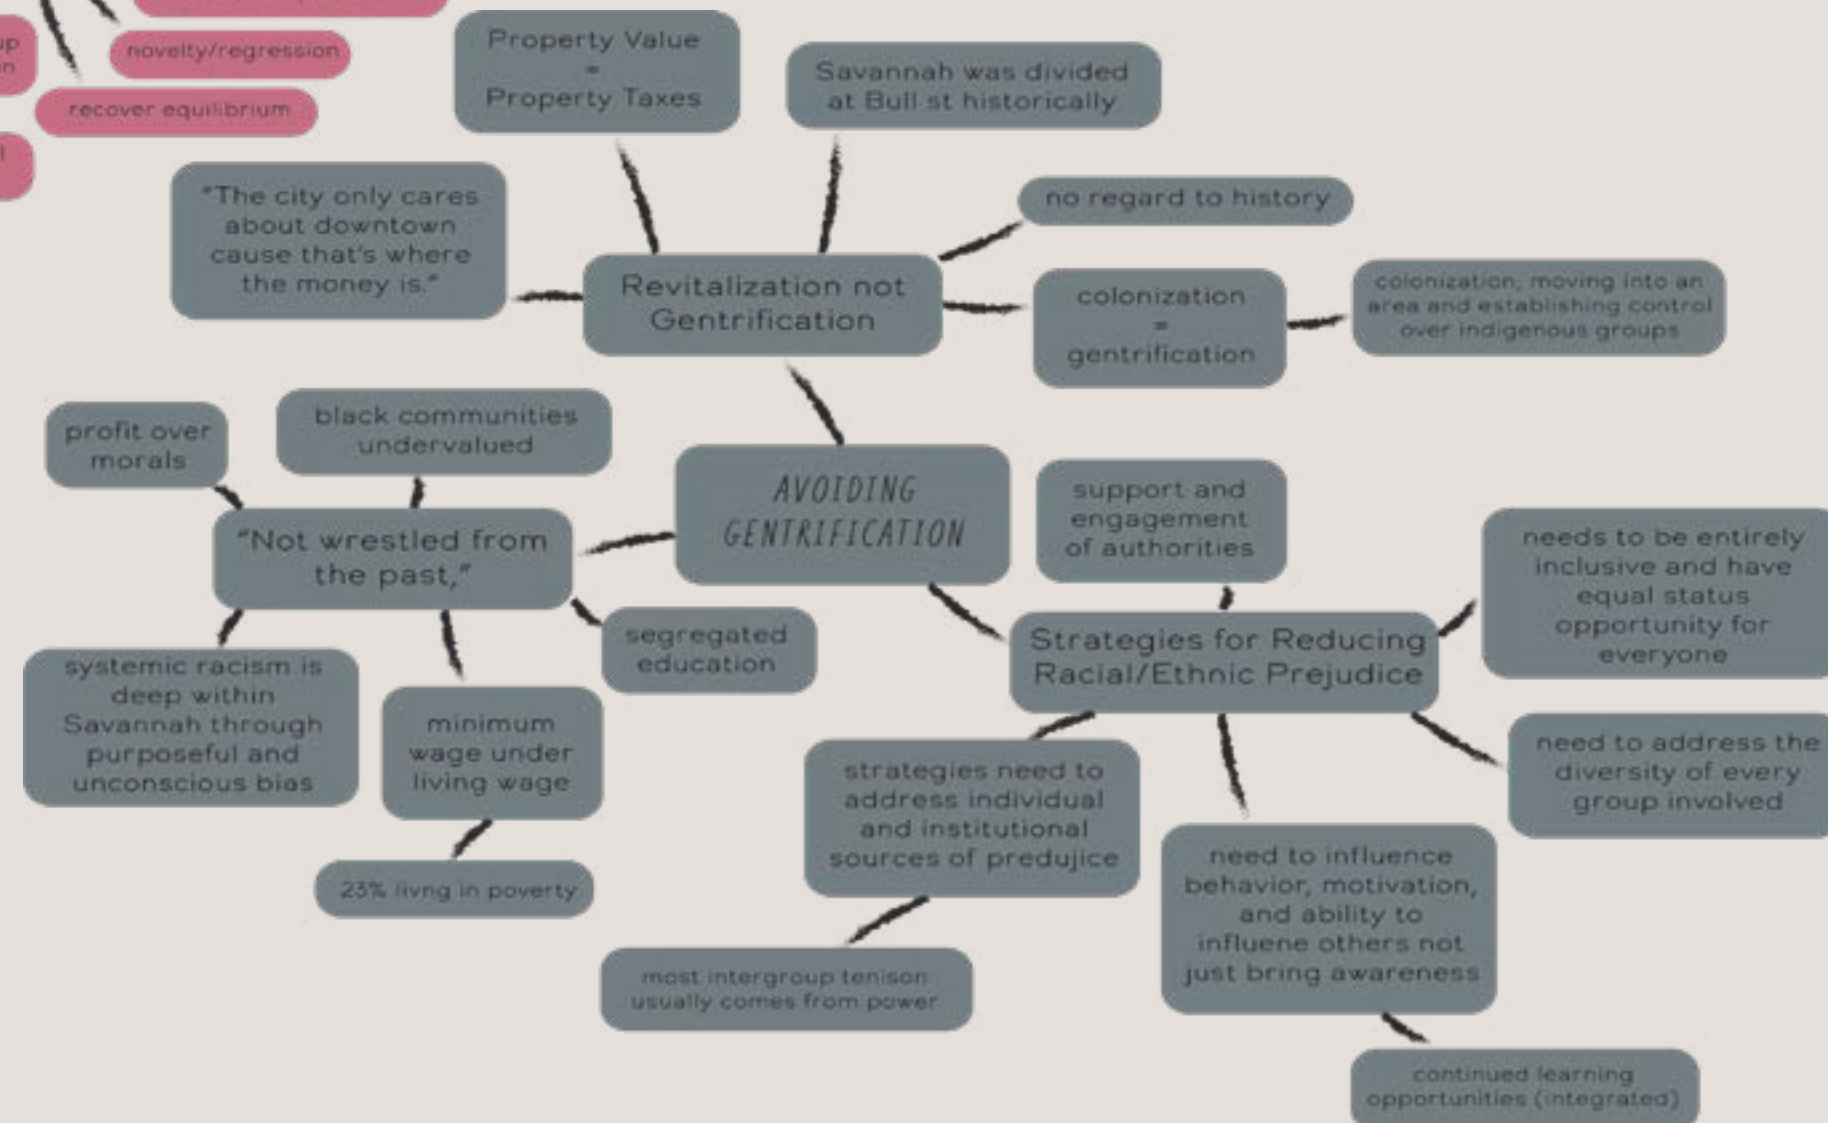 novelty/regression
recover equilibrium
Property Value
=
Property Taxes
Savannah was divided
at Bull st historically
"The city only cares
about downtown
cause that's where
the money is."
no regard to history
Revitalization not
Gentrification
colonization
=
gentrification
colonization; moving into an
area and establishing control
over indigenous groups
profit over
morals
black communities
undervalued
AVOIDING
GENTRIFICATION
support and
engagement
of authorities
"Not wrestled from
the past,"
needs to be entirely
inclusive and have
equal status
opportunity for
everyone
segregated
education
Strategies for Reducing
Racial/Ethnic Prejudice
systemic racism is
deep within
Savannah through
purposeful and
unconscious bias
minimum
wage under
living wage
strategies need to
address individual
and institutional
sources of predujice
need to address the
diversity of every
group involved
23% livng in poverty
need to influence
behavior, motivation,
and ability to
influene others not
just bring awareness
most intergroup tenison
usually comes from power
continued learning
opportunities (integrated)